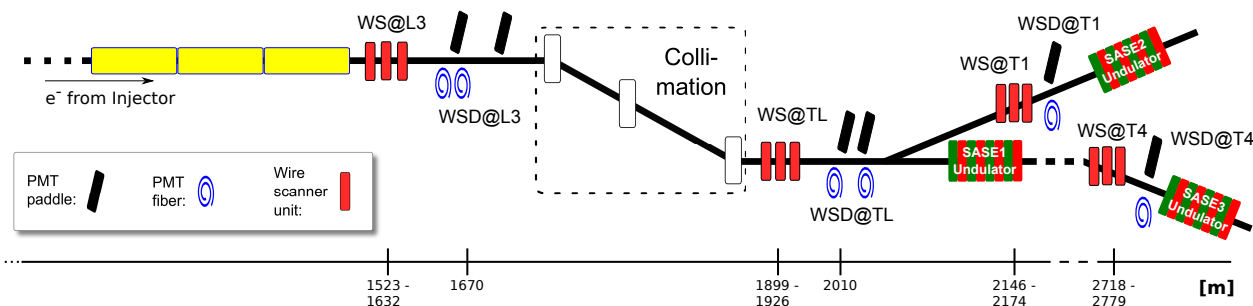 WS@L3
WSD@L3
e- from Injector
Colli-
mation
WS@TL
WSD@TL
WS@T1
WSD@T1
SASE2
Undulator
SASE1
Undulator
WS@T4
WSD@T4
SASE3
Undulator
PMT
paddle:
PMT
fiber:
Wire
scanner
unit:
1523 -
1632
1670
1899 -
1926
2010
2146 -
2174
2718 -
2779
[m]